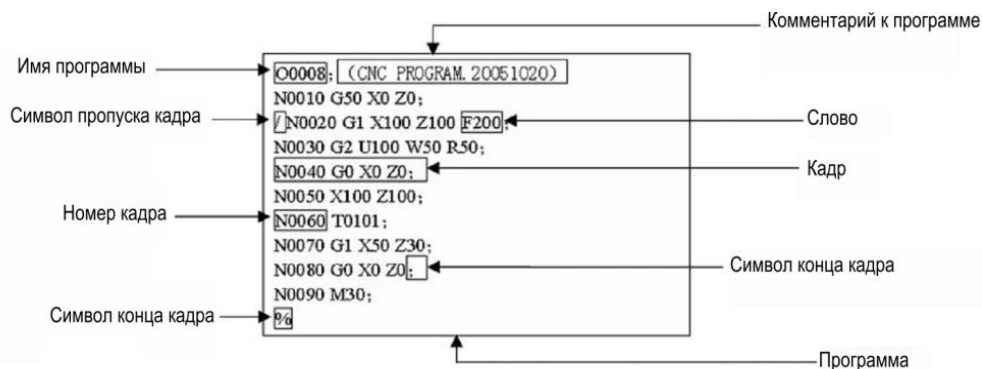 Комментарий к программе
Имя программы
O0008; (CNC PROGRAM. 20051020)
N0010 G50 X0 Z0;
Символ пропуска кадра
/N0020 G1 X100 Z100 F200;
Слово
N0030 G2 U100 W50 R50;
N0040 G0 X0 Z0;
Кадр
N0050 X100 Z100;
Номер кадра
N0060 T0101;
N0070 G1 X50 Z30;
N0080 G0 X0 Z0;
Символ конца кадра
N0090 M30;
Символ конца кадра
%
Программа